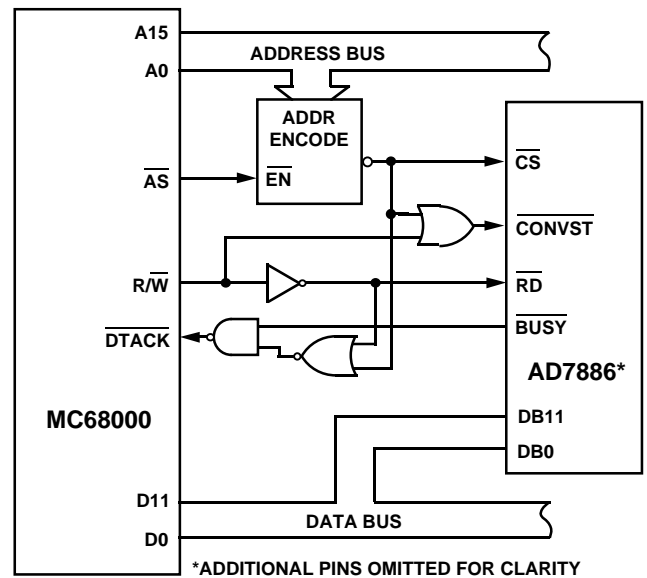 A15
ADDRESS BUS
A0
ADDR
ENCODE
AS
EN
CS
CONVST
R/W
RD
DTACK
BUSY
AD7886*
MC68000
DB11
DB0
D11
DATA BUS
D0
*ADDITIONAL PINS OMITTED FOR CLARITY